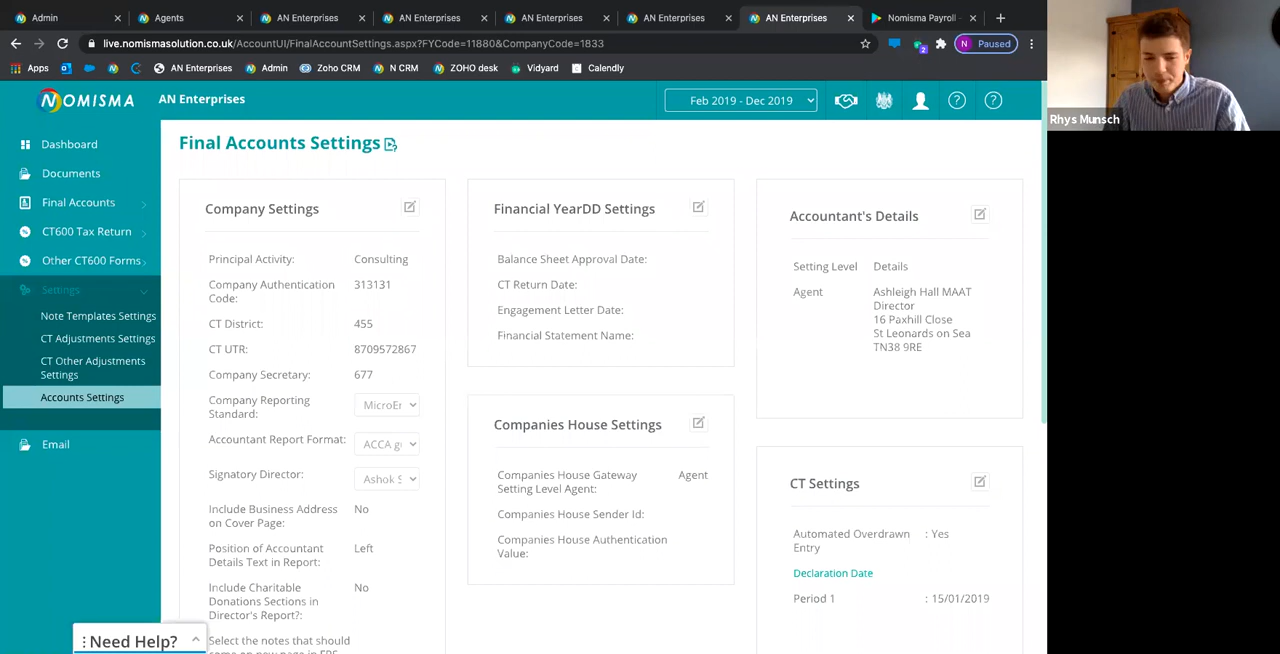 Admin
Agents
AN Enterprises
AN Enterprises
AN Enterprises
AN Enterprises
AN Enterprises
Nomisma Payroll -
live.nomismasolution.co.uk/AccountUI/FinalAccountSettings.aspx?FYCode=11880&CompanyCode=1833
2
N Paused
Apps
AN Enterprises
Admin
Zoho CRM
N CRM
ZOHO desk
Vidyard
Calendly
NOMISMA
AN Enterprises
Feb 2019 - Dec 2019
Rhys Munsch
Dashboard
Documents
Final Accounts
CT600 Tax Return
Other CT600 Forms
Settings
Note Templates Settings
CT Adjustments Settings
CT Other Adjustments
Settings
Accounts Settings
Email
Final Accounts Settings
Company Settings
Principal Activity: Consulting
Company Authentication
Code: 313131
CT District: 455
CT UTR: 8709572867
Company Secretary: 677
Company Reporting
Standard: MicroEr
Accountant Report Format: ACCA g
Signatory Director: Ashok S
Include Business Address
on Cover Page: No
Position of Accountant
Details Text in Report: Left
Include Charitable
Donations Sections in
Director's Report?: No
Select the notes that should
come on new page in FRS
Financial YearDD Settings
Balance Sheet Approval Date:
CT Return Date:
Engagement Letter Date:
Financial Statement Name:
Companies House Settings
Companies House Gateway
Setting Level Agent: Agent
Companies House Sender Id:
Companies House Authentication
Value:
Accountant's Details
Setting Level Details
Agent Ashleigh Hall MAAT
Director
16 Paxhill Close
St Leonards on Sea
TN38 9RE
CT Settings
Automated Overdrawn
Entry : Yes
Declaration Date
Period 1 : 15/01/2019
Need Help?